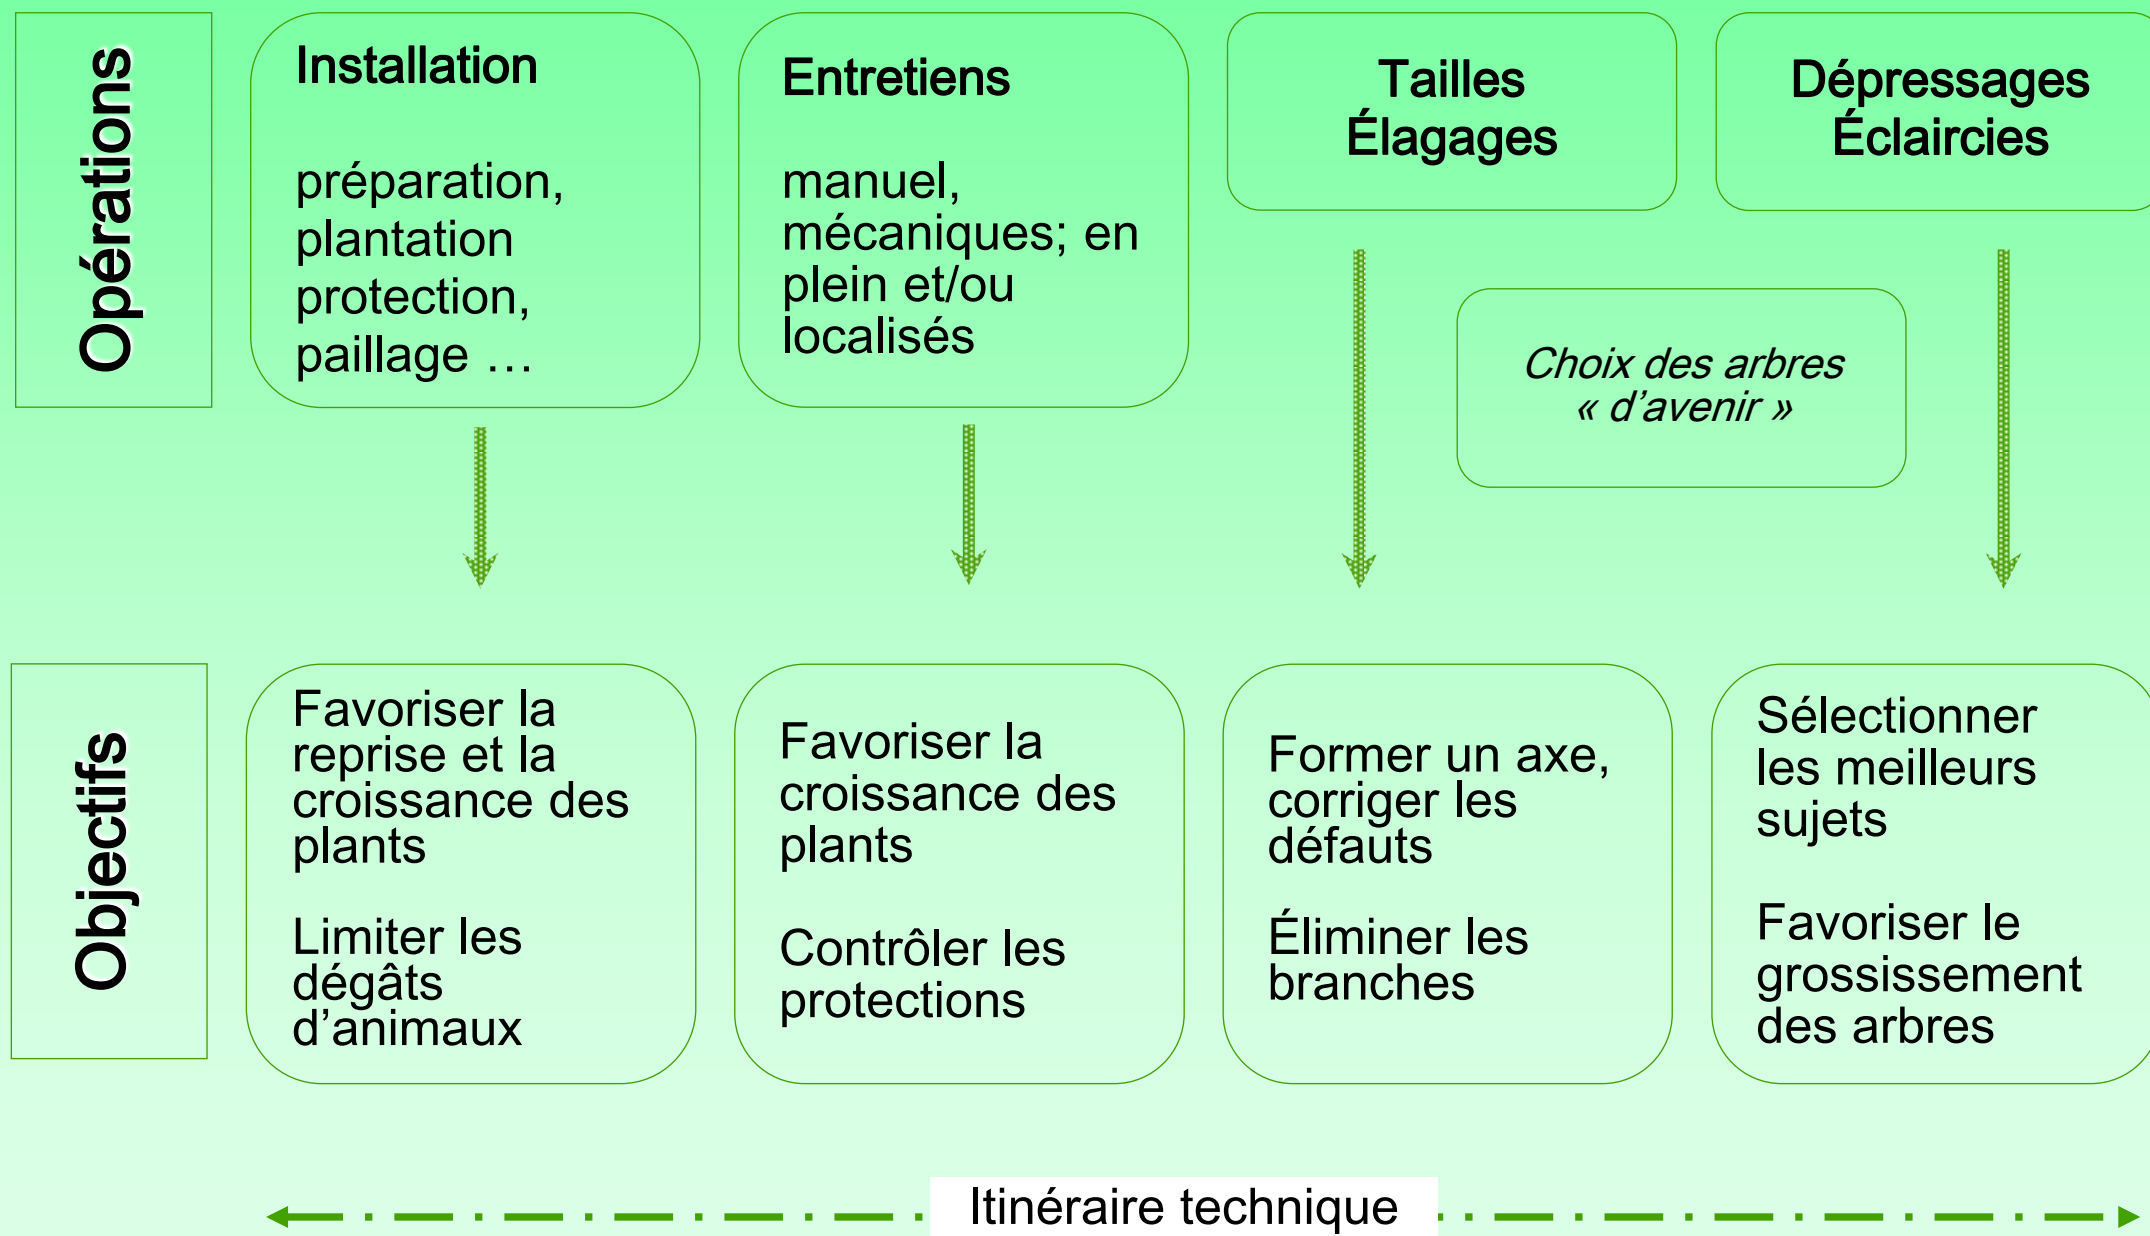 Opérations
Installation
préparation,
plantation
protection,
paillage …
Entretiens
manuel,
mécaniques; en
plein et/ou
localisés
Tailles
Élagages
Dépressages
Éclaircies
Choix des arbres
« d’avenir »
Objectifs
Favoriser la
reprise et la
croissance des
plants
Limiter les
dégâts
d’animaux
Favoriser la
croissance des
plants
Contrôler les
protections
Former un axe,
corriger les
défauts
Éliminer les
branches
Sélectionner
les meilleurs
sujets
Favoriser le
grossissement
des arbres
Itinéraire technique